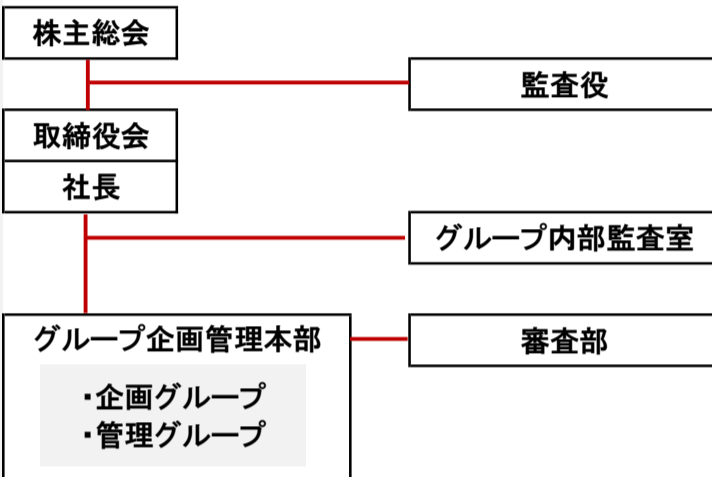 株主総会
監査役
取締役会
社長
グループ内部監査室
グループ企画管理本部
審査部
・企画グループ
・管理グループ